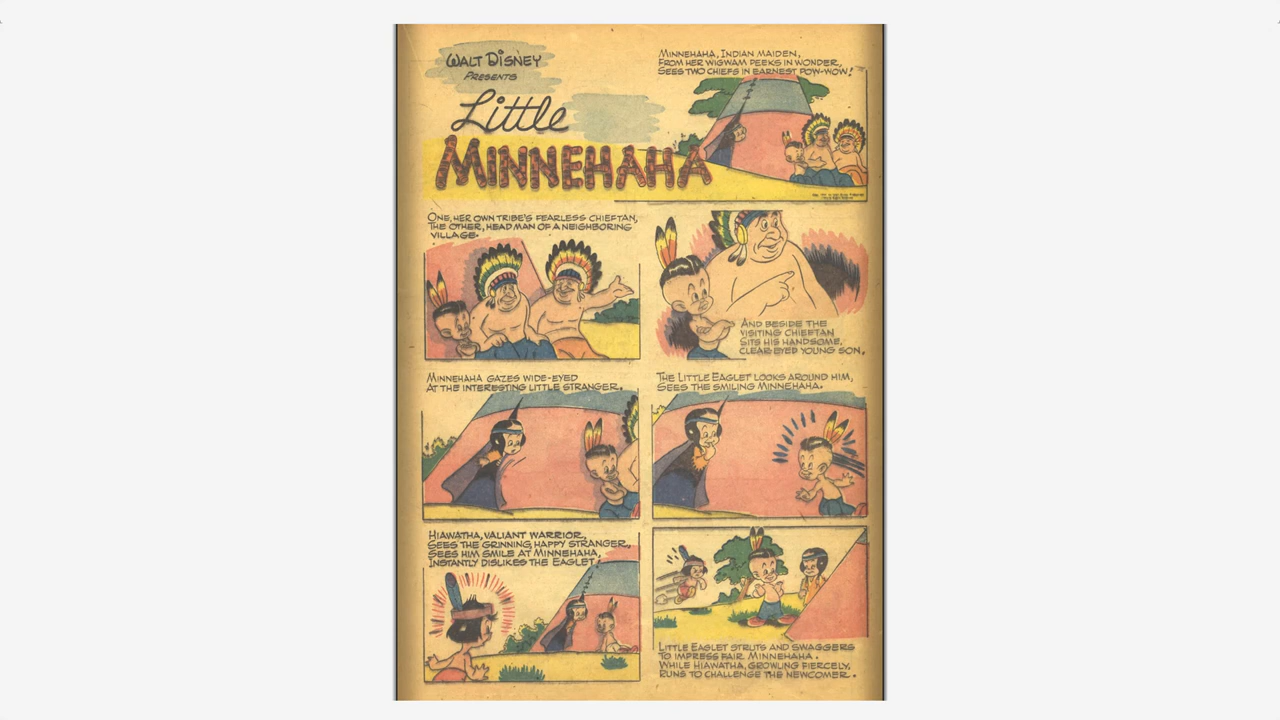 WALT DISNEY
PRESENTS
Little
MINNEHAHA
MINNEHAHA, INDIAN MAIDEN,
FROM HER WIGWAM PEEKS IN WONDER,
SEES TWO CHIEFS IN EARNEST POW-WOW!
ONE, HER OWN TRIBE'S FEARLESS CHIEFTAN,
THE OTHER, HEAD MAN OF A NEIGHBORING
VILLAGE.
AND BESIDE THE
VISITING CHIEFTAN
SITS HIS HANDSOME,
CLEAR-EYED YOUNG SON.
MINNEHAHA GAZES WIDE-EYED
AT THE INTERESTING LITTLE STRANGER.
THE LITTLE EAGLET LOOKS AROUND HIM,
SEES THE SMILING MINNEHAHA.
HIAWATHA, VALIANT WARRIOR,
SEES THE GRINNING, HAPPY STRANGER,
SEES HIM SMILE AT MINNEHAHA,
INSTANTLY DISLIKES THE EAGLET!
LITTLE EAGLET STRUTS AND SWAGGERS
TO IMPRESS FAIR MINNEHAHA.
WHILE HIAWATHA, GROWLING FIERCELY,
RUNS TO CHALLENGE THE NEWCOMER.